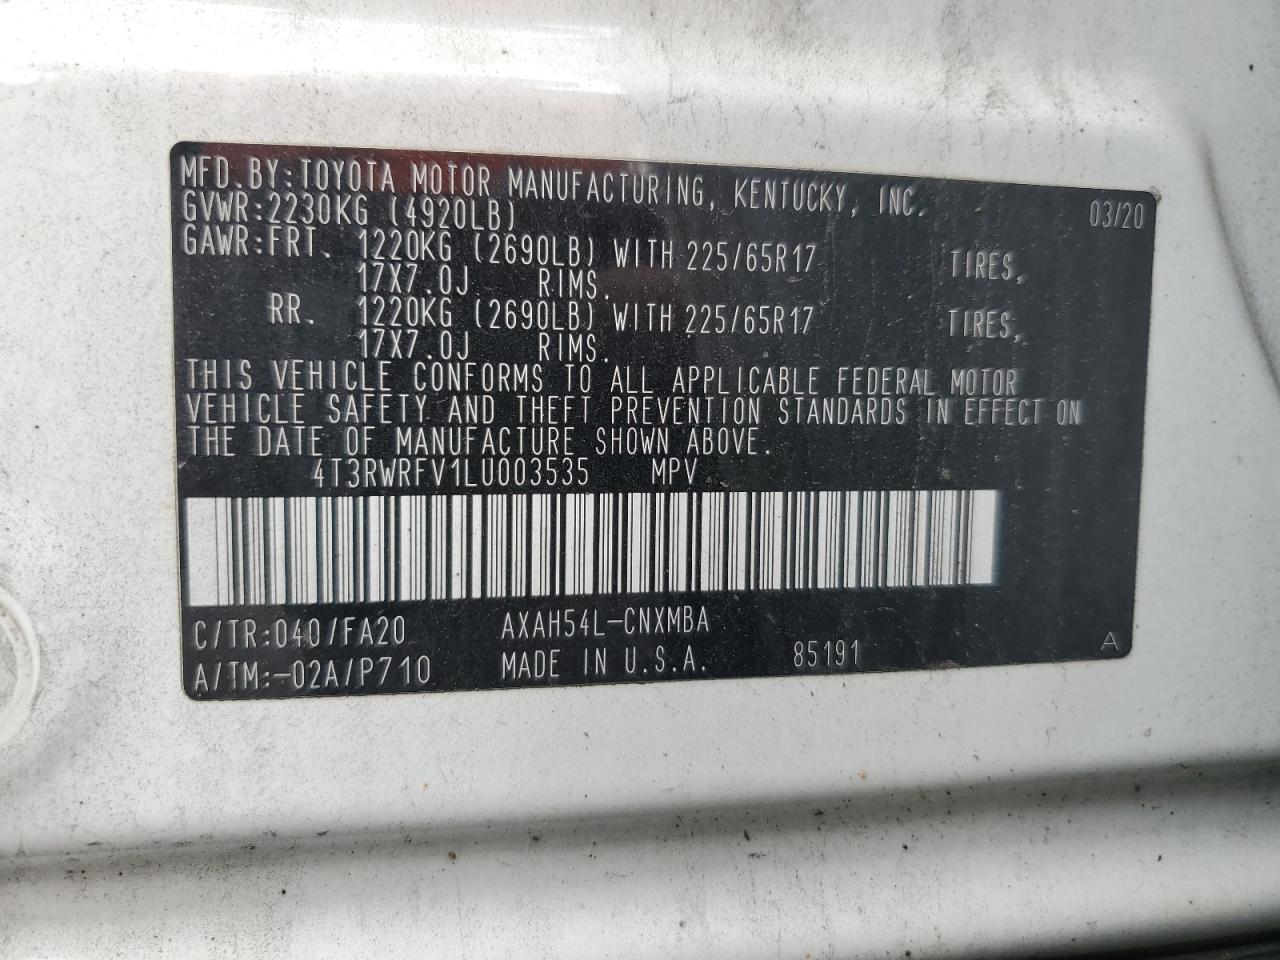 MFD.BY:TOYOTA MOTOR MANUFACTURING, KENTUCKY, INC. 03/20
GVWR:2230KG (4920LB)
GAWR:FRT. 1220KG (2690LB) WITH 225/65R17 TIRES,
17X7.0J RIMS.
RR. 1220KG (2690LB) WITH 225/65R17 TIRES,
17X7.0J RIMS.
THIS VEHICLE CONFORMS TO ALL APPLICABLE FEDERAL MOTOR
VEHICLE SAFETY AND THEFT PREVENTION STANDARDS IN EFFECT ON
THE DATE OF MANUFACTURE SHOWN ABOVE.
4T3RWRFV1LU003535 MPV
C/TR:040/FA20 AXAH54L-CNXMBA
A/TM:-02A/P710 MADE IN U.S.A. 85191 A